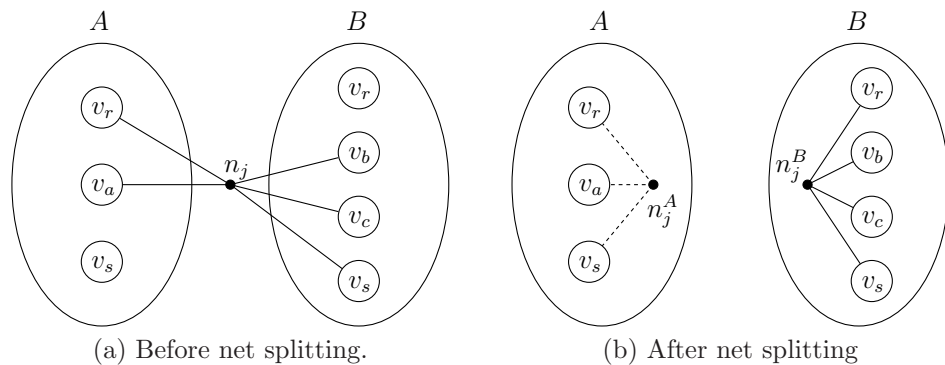 A
B
v_r
v_a
v_s
n_j
v_r
v_b
v_c
v_s
(a) Before net splitting.
A
B
v_r
v_a
v_s
n_j^A
n_j^B
v_r
v_b
v_c
v_s
(b) After net splitting